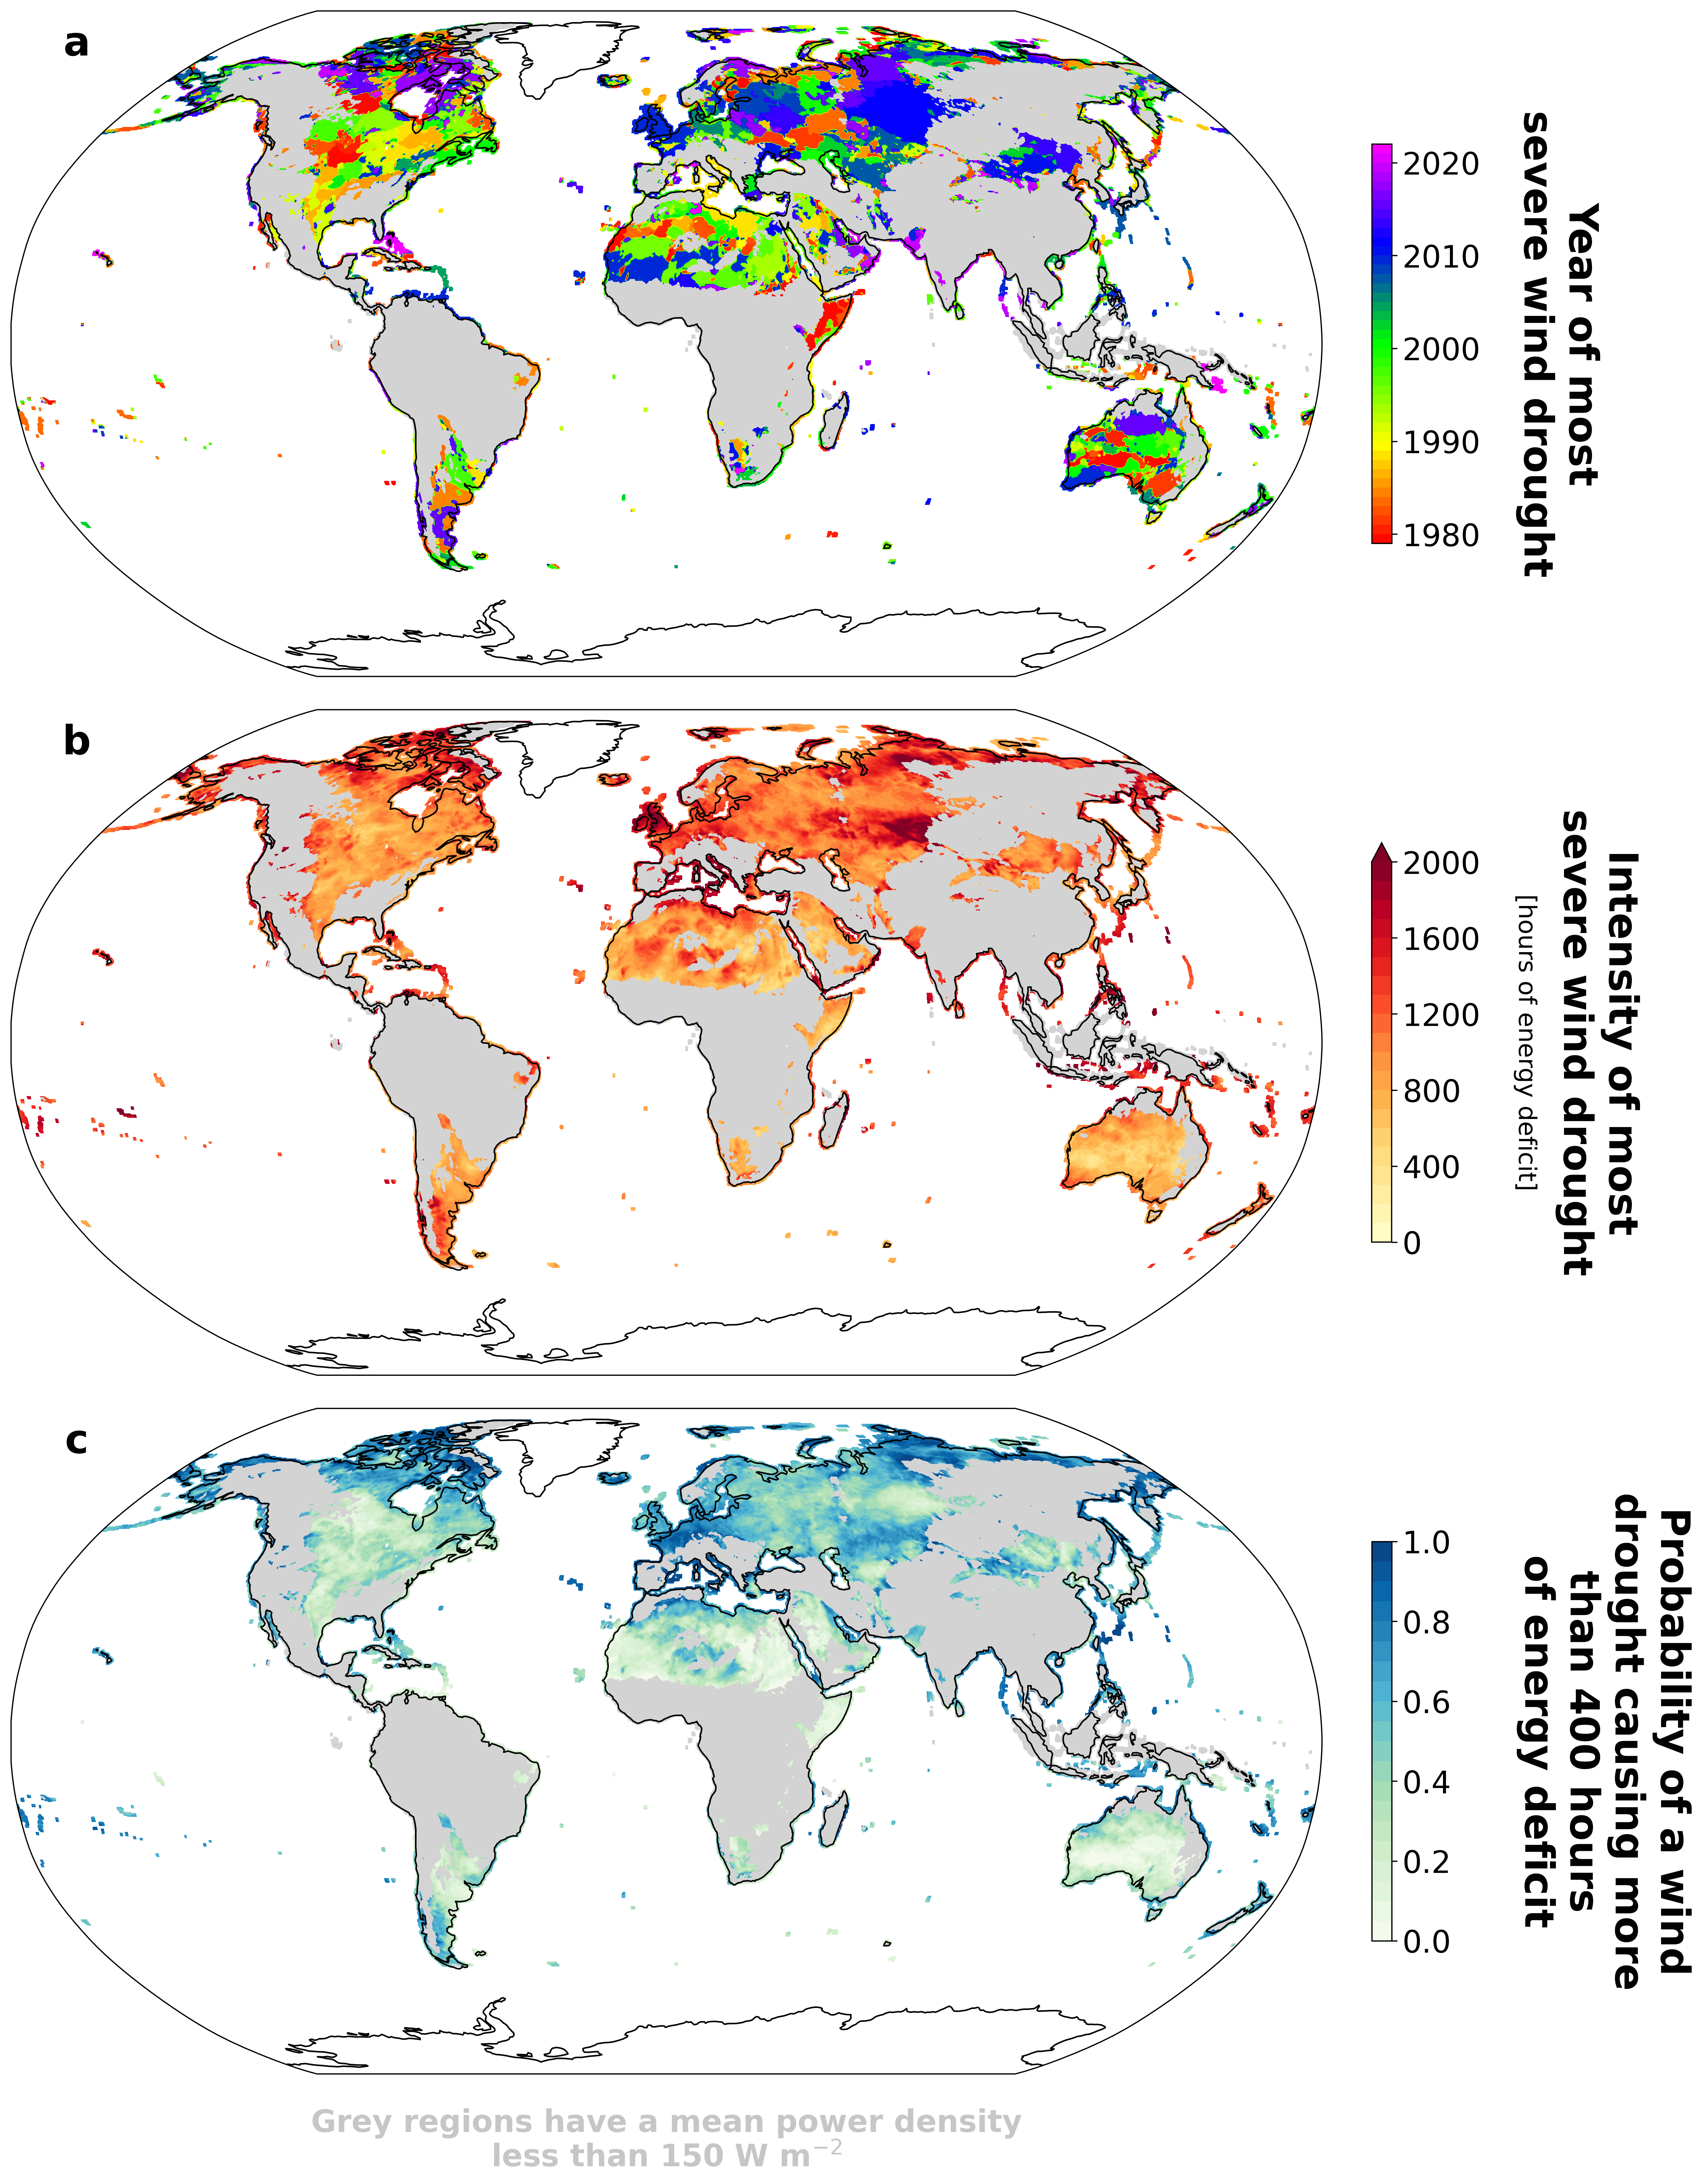 a
2020
2010
2000
1990
1980
Year of most
severe wind drought
b
2000
1600
1200
800
400
0
Intensity of most
severe wind drought
[hours of energy deficit]
c
1.0
0.8
0.6
0.4
0.2
0.0
Probability of a wind
drought causing more
than 400 hours
of energy deficit
Grey regions have a mean power density
less than 150 W m⁻²